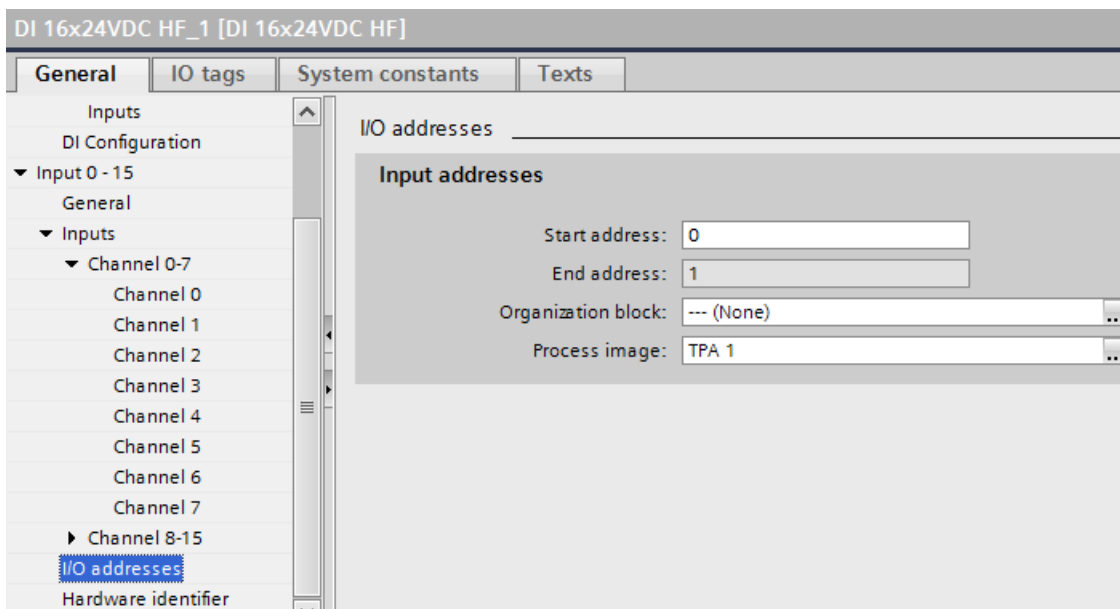 DI 16x24VDC HF_1 [DI 16x24VDC HF]
General IO tags System constants Texts
Inputs
DI Configuration
Input 0 - 15
General
Inputs
Channel 0-7
Channel 0
Channel 1
Channel 2
Channel 3
Channel 4
Channel 5
Channel 6
Channel 7
Channel 8-15
I/O addresses
Hardware identifier
I/O addresses
Input addresses
Start address: 0
End address: 1
Organization block: --- (None)
Process image: TPA 1